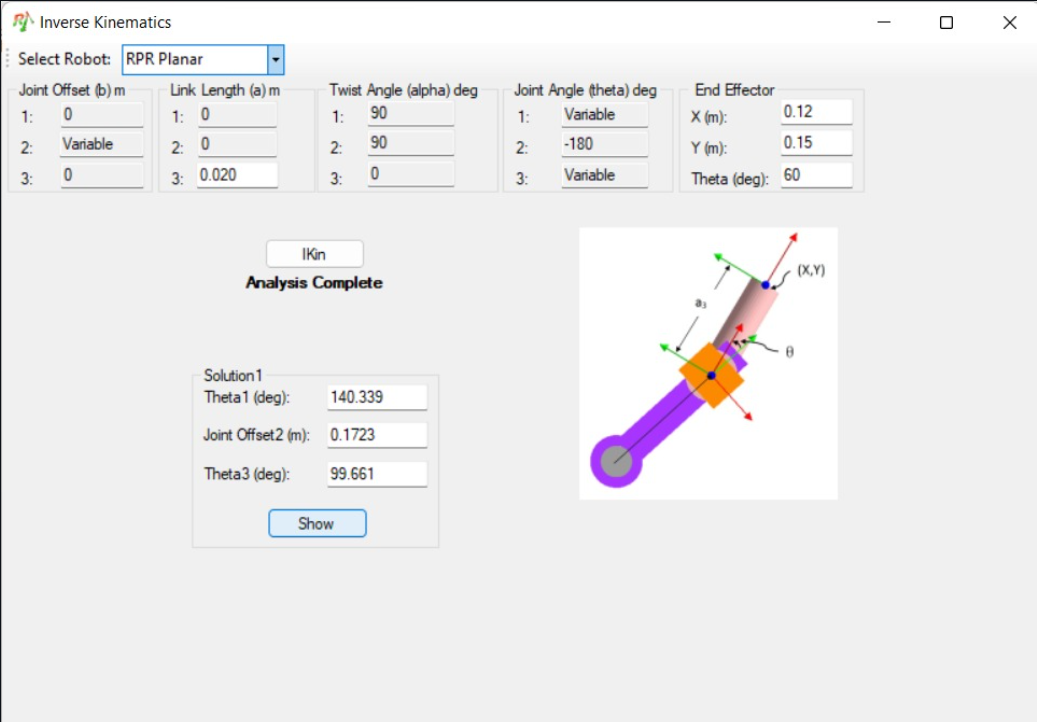 Inverse Kinematics
Select Robot: RPR Planar
Joint Offset (b) m
1: 0
2: Variable
3: 0
Link Length (a) m
1: 0
2: 0
3: 0.020
Twist Angle (alpha) deg
1: 90
2: 90
3: 0
Joint Angle (theta) deg
1: Variable
2: -180
3: Variable
End Effector
X (m): 0.12
Y (m): 0.15
Theta (deg): 60
IKin
Analysis Complete
Solution1
Theta1 (deg): 140.339
Joint Offset2 (m): 0.1723
Theta3 (deg): 99.661
Show
(X,Y)
a₃
θ